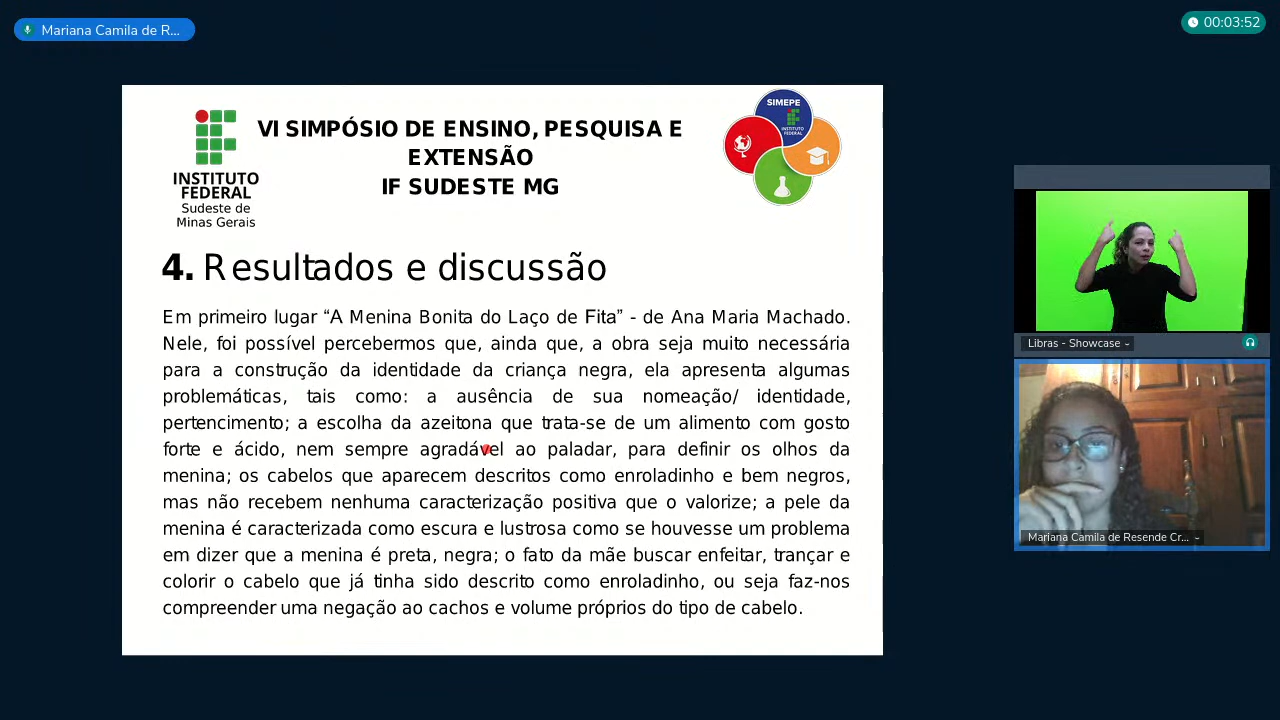 Mariana Camila de R...
00:03:52
INSTITUTO
FEDERAL
Sudeste de
Minas Gerais
VI SIMPÓSIO DE ENSINO, PESQUISA E
EXTENSÃO
IF SUDESTE MG
SIMEPE
INSTITUTO
FEDERAL
4. Resultados e discussão
Em primeiro lugar “A Menina Bonita do Laço de Fita” - de Ana Maria Machado.
Nele, foi possível percebermos que, ainda que, a obra seja muito necessária
para a construção da identidade da criança negra, ela apresenta algumas
problemáticas, tais como: a ausência de sua nomeação/ identidade,
pertencimento; a escolha da azeitona que trata-se de um alimento com gosto
forte e ácido, nem sempre agradável ao paladar, para definir os olhos da
menina; os cabelos que aparecem descritos como enroladinho e bem negros,
mas não recebem nenhuma caracterização positiva que o valorize; a pele da
menina é caracterizada como escura e lustrosa como se houvesse um problema
em dizer que a menina é preta, negra; o fato da mãe buscar enfeitar, trançar e
colorir o cabelo que já tinha sido descrito como enroladinho, ou seja faz-nos
compreender uma negação ao cachos e volume próprios do tipo de cabelo.
Libras - Showcase
Mariana Camila de Resende Cr...